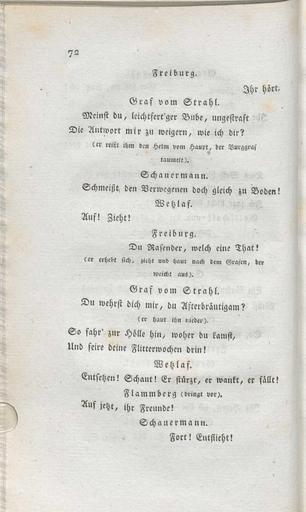 72
Freiburg.
Ihr hört.
Graf vom Strahl.
Meinst du, leichtfert'ger Bube, ungestraft
Die Antwort mir zu weigern, wie ich dir?
(er reißt ihm den Helm vom Haupt, der Burggraf
taumelt).
Schauermann.
Schmeißt den Verwegenen doch gleich zu Boden!
Wetzlaf.
Auf! Zieht!
Freiburg.
Du Rasender, welch eine That!
(er erhebt sich, zieht und haut nach dem Grafen, der
weicht aus).
Graf vom Strahl.
Du wehrst dich mir, du Afterbräutigam?
(er haut ihn nieder).
So fahr' zur Hölle hin, woher du kamst,
Und feire deine Flitterwochen drin!
Wetzlaf.
Entsetzen! Schaut! Er stürzt, er wankt, er fällt!
Flammberg (dringt vor).
Auf jetzt, ihr Freunde!
Schauermann.
Fort! Entflieht!